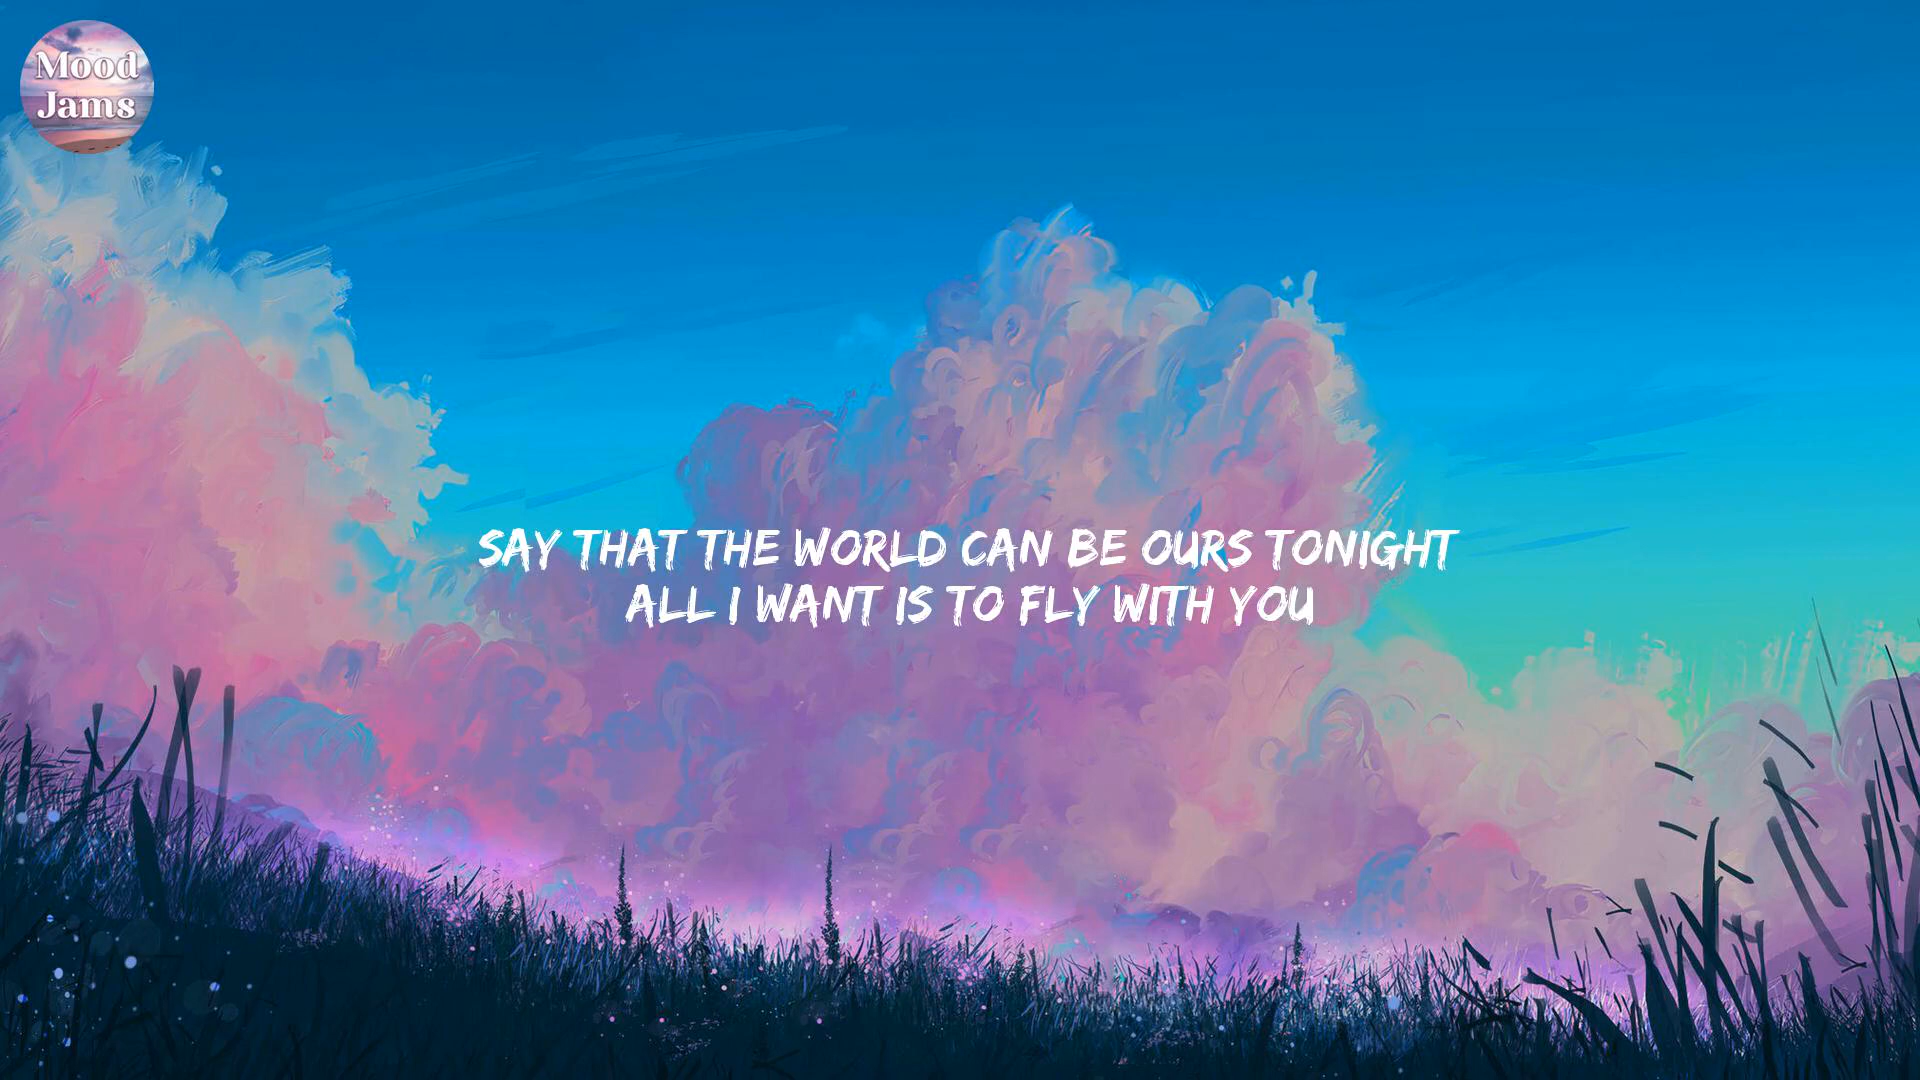 Mood
Jams
SAY THAT THE WORLD CAN BE OURS TONIGHT
ALL I WANT IS TO FLY WITH YOU